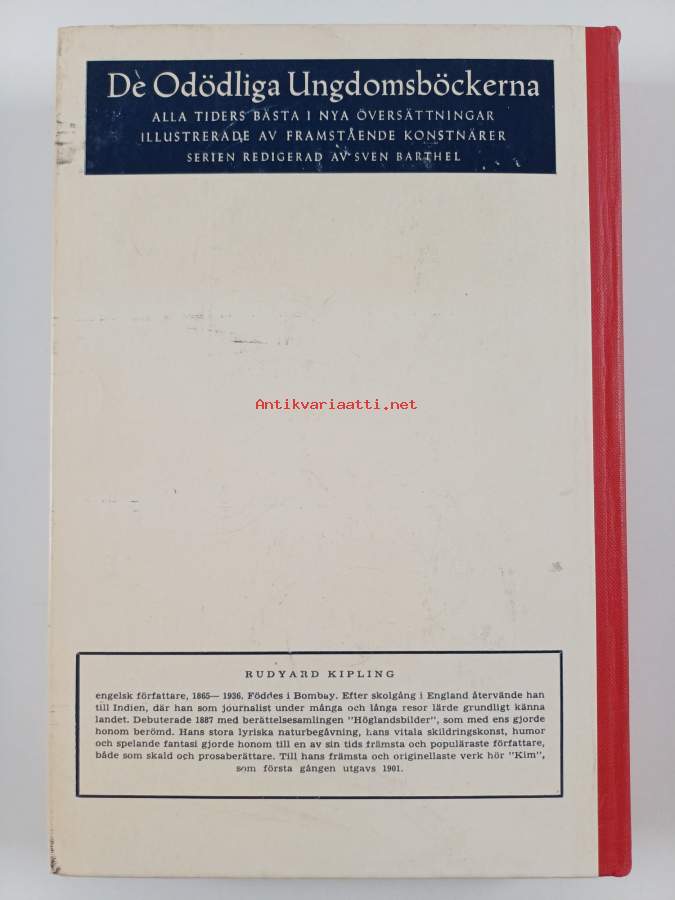 De Odödliga Ungdomsböckerna
ALLA TIDERS BÄSTA I NYA ÖVERSÄTTNINGAR
ILLUSTRERADE AV FRAMSTÅENDE KONSTNÄRER
SERIEN REDIGERAD AV SVEN BARTHEL
Antikvariaatti.net
RUDYARD KIPLING
engelsk författare, 1865—1936. Föddes i Bombay. Efter skolgång i England återvände han
till Indien, där han som journalist under många och långa resor lärde grundligt känna
landet. Debuterade 1887 med berättelsesamlingen "Höglandsbilder", som med ens gjorde
honom berömd. Hans stora lyriska naturbegåvning, hans vitala skildringskonst, humor
och spelande fantasi gjorde honom till en av sin tids främsta och populäraste författare,
både som skald och prosaberättare. Till hans främsta och originellaste verk hör "Kim",
som första gången utgavs 1901.